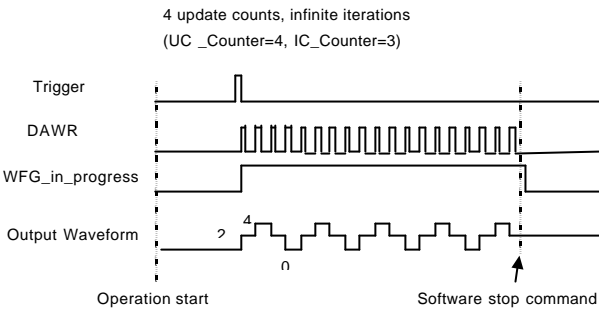 4 update counts, infinite iterations
(UC _Counter=4, IC_Counter=3)
Trigger
DAWR
WFG_in_progress
4
Output Waveform 2
0
Operation start Software stop command